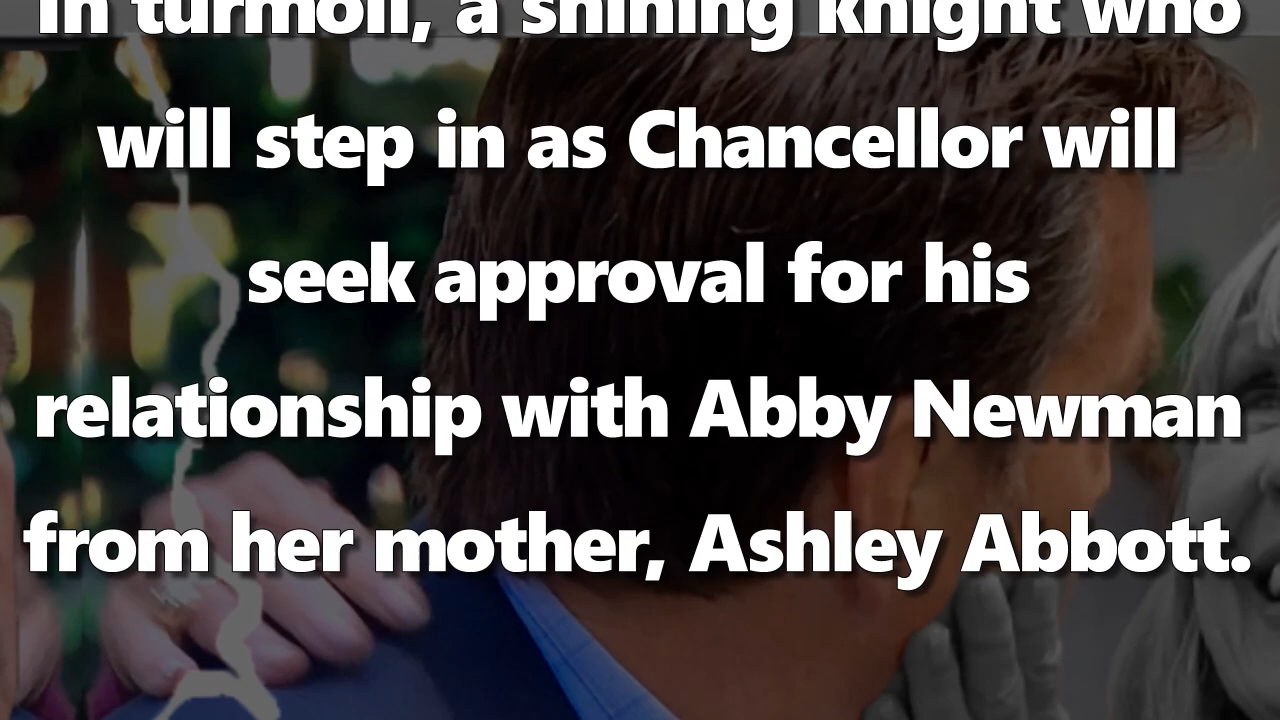 in turmoil, a shining knight who
will step in as Chancellor will
seek approval for his
relationship with Abby Newman
from her mother, Ashley Abbott.